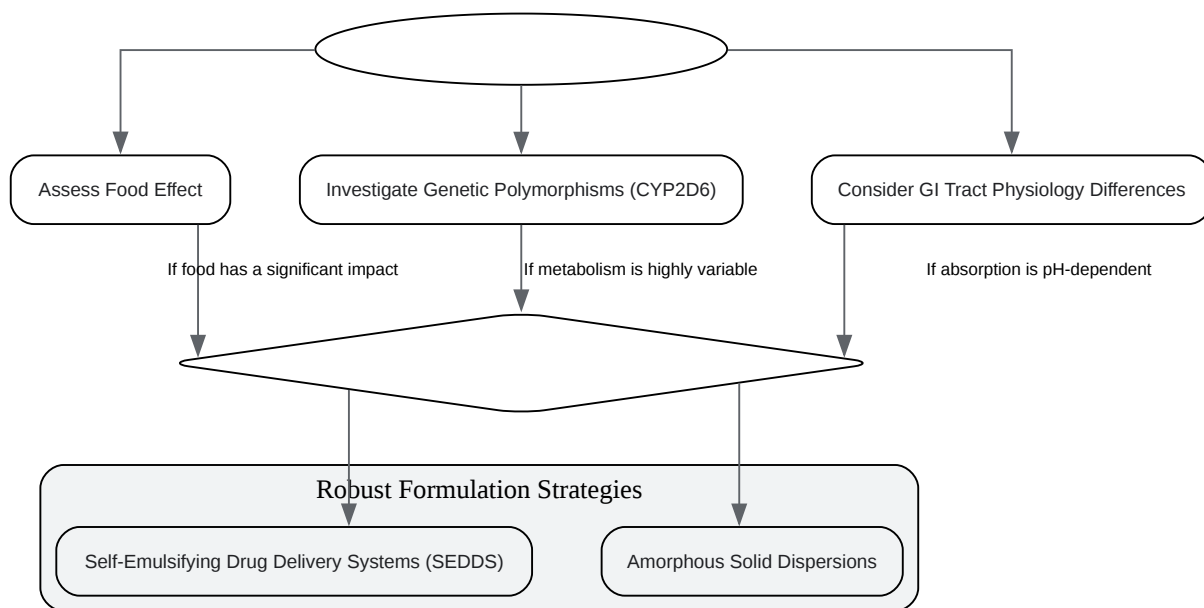 Assess Food Effect
Investigate Genetic Polymorphisms (CYP2D6)
Consider GI Tract Physiology Differences
If food has a significant impact
If metabolism is highly variable
If absorption is pH-dependent
Robust Formulation Strategies
Self-Emulsifying Drug Delivery Systems (SEDDS)
Amorphous Solid Dispersions